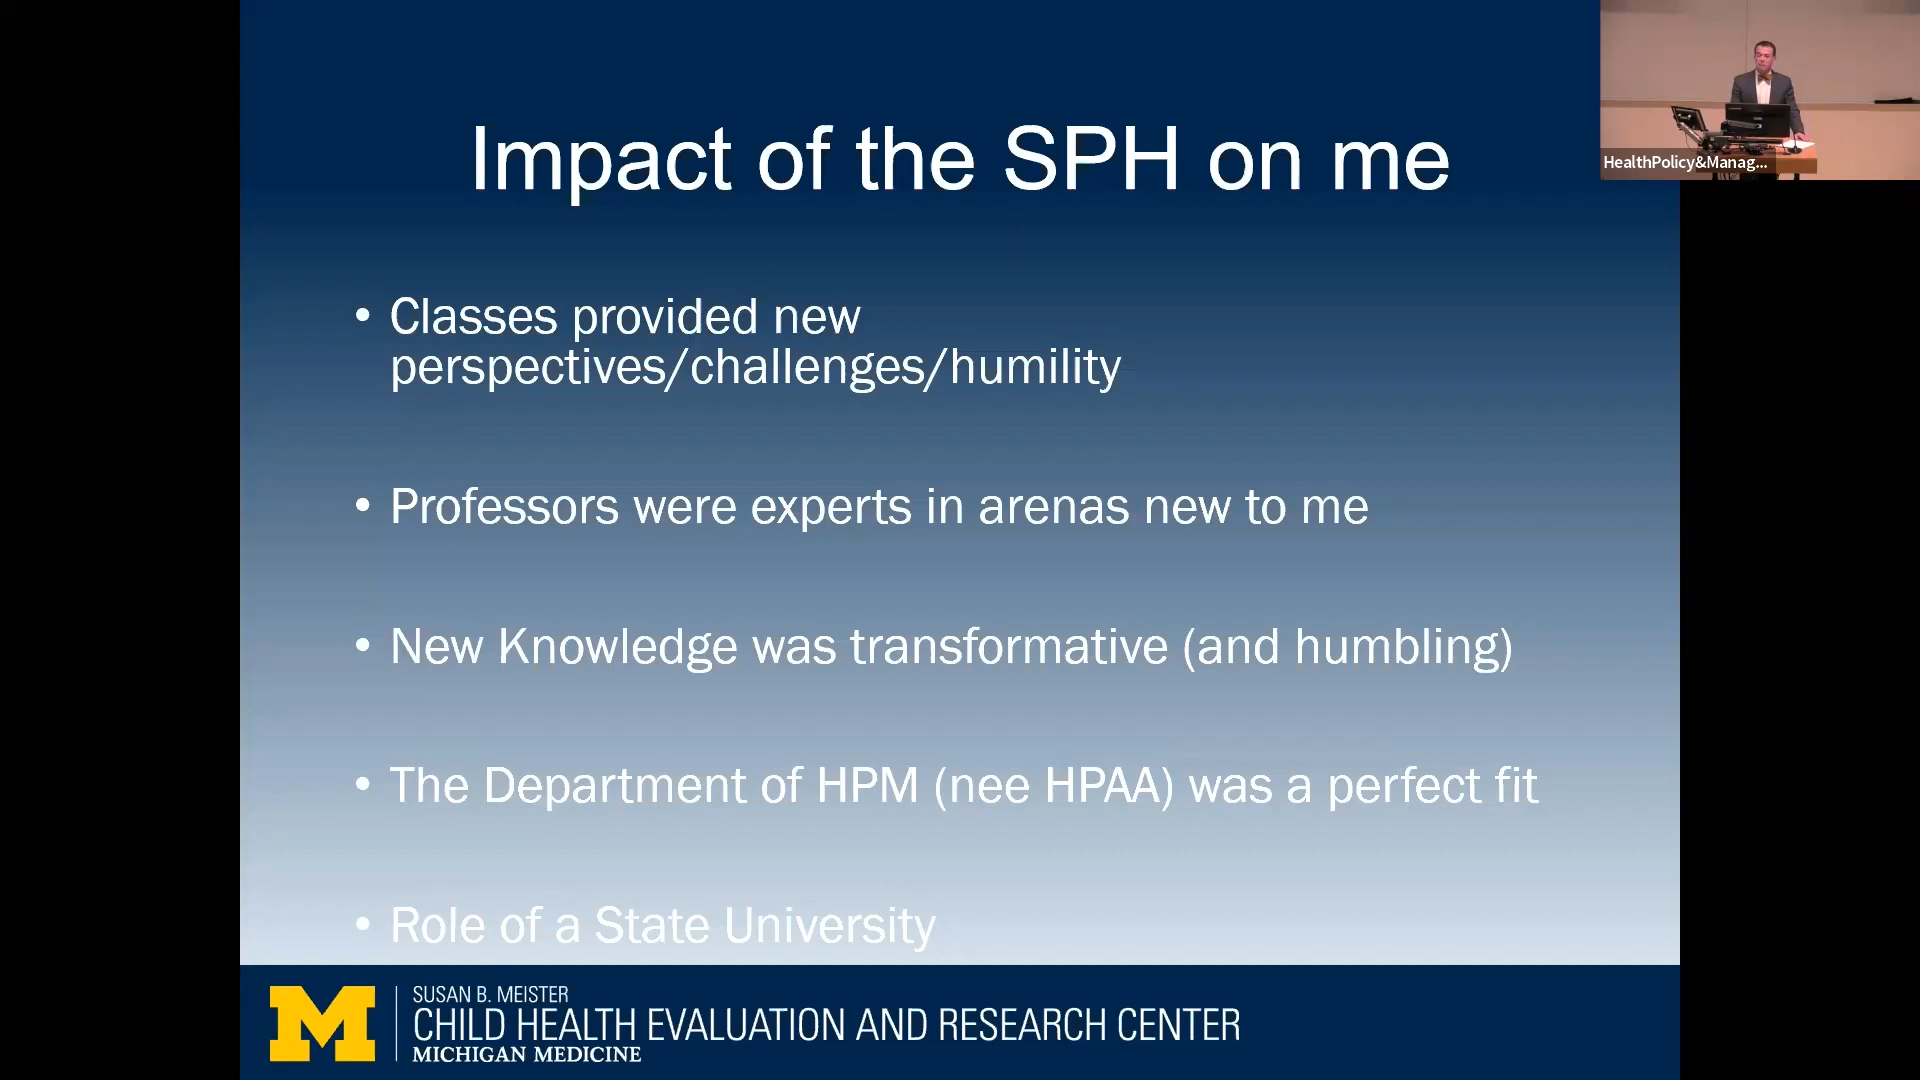 Impact of the SPH on me
HealthPolicy&Manag...
• Classes provided new
perspectives/challenges/humility
• Professors were experts in arenas new to me
• New Knowledge was transformative (and humbling)
• The Department of HPM (nee HPAA) was a perfect fit
• Role of a State University
M
SUSAN B. MEISTER
CHILD HEALTH EVALUATION AND RESEARCH CENTER
MICHIGAN MEDICINE